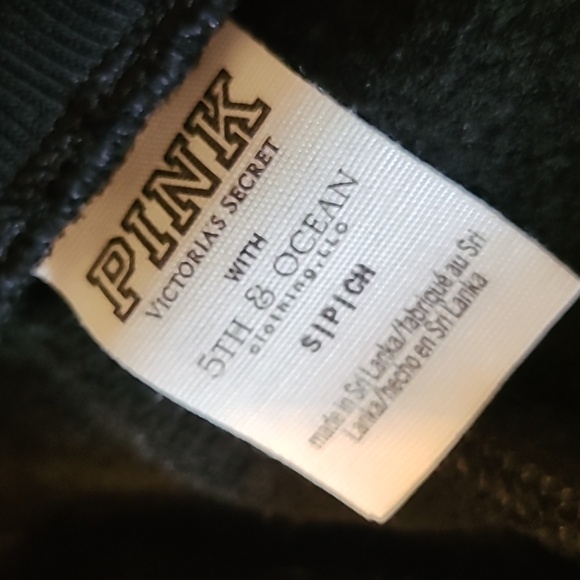 PINK
VICTORIA'S SECRET
WITH
5TH & OCEAN
clothing, LLC
S|P|CH
made in Sri Lanka/fabriqué au Sri
Lanka/hecho en Sri Lanka